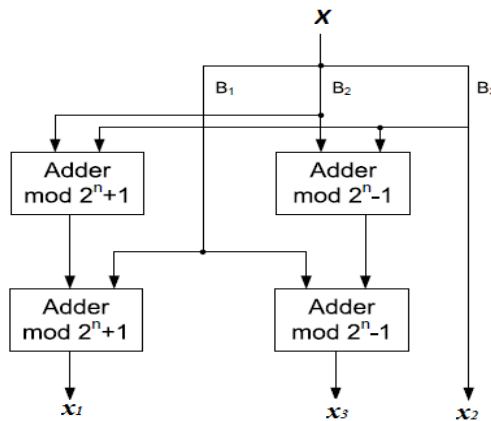 X
B₁ B₂ B₃
Adder
mod 2ⁿ+1
Adder
mod 2ⁿ-1
Adder
mod 2ⁿ+1
Adder
mod 2ⁿ-1
x₁ x₃ x₂